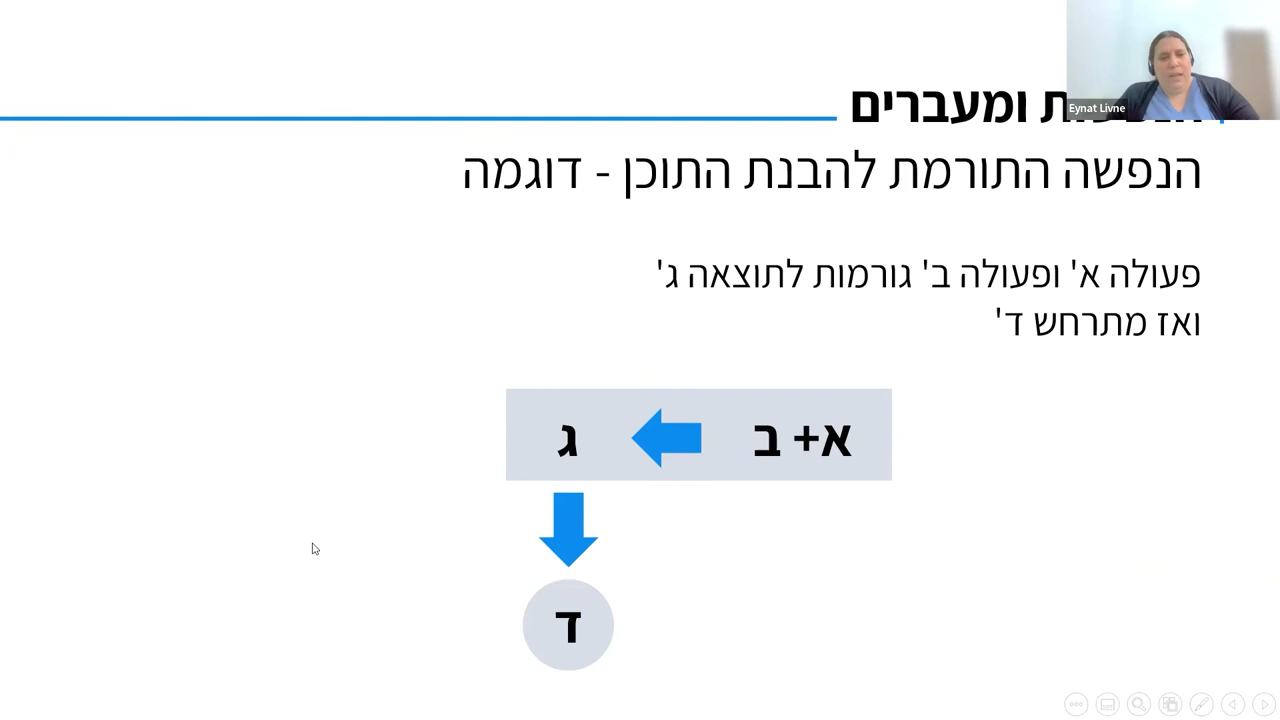 ומעברים
הנפשה התורמת להבנת התוכן - דוגמה
פעולה א' ופעולה ב' גורמות לתוצאה ג'
ואז מתרחש ד'
א+ ב
ג
ד
Eynat Livne